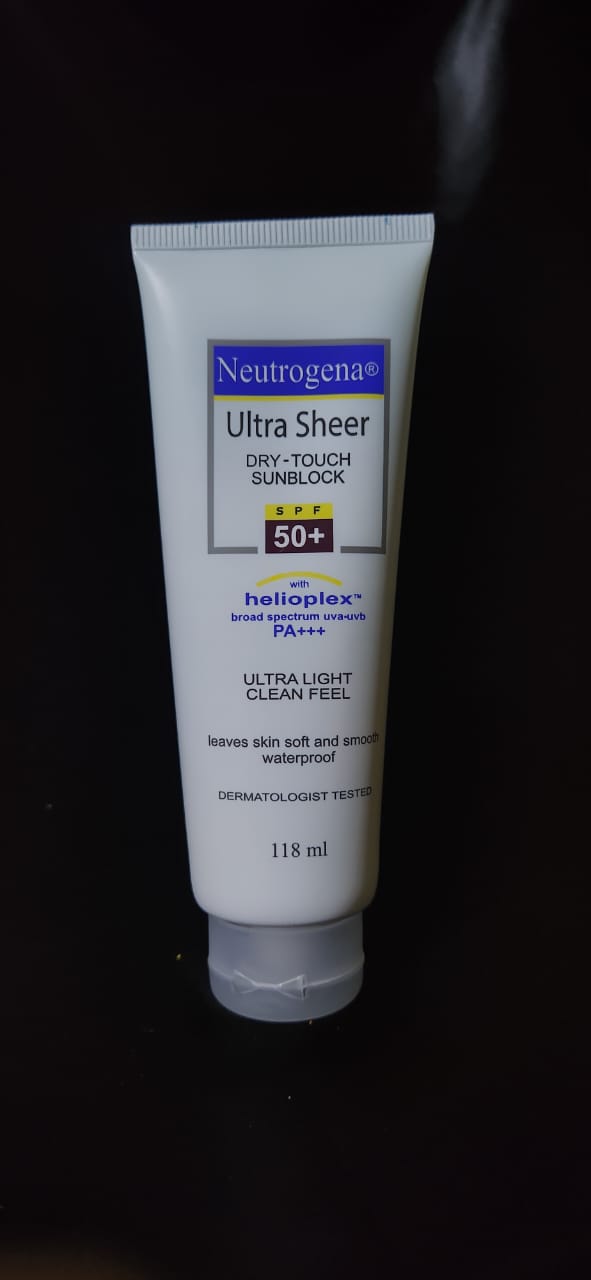 Neutrogena®
Ultra Sheer
DRY-TOUCH
SUNBLOCK
SPF
50+
with
helioplex™
broad spectrum uva-uvb
PA+++
ULTRA LIGHT
CLEAN FEEL
leaves skin soft and smooth
waterproof
DERMATOLOGIST TESTED
118 ml